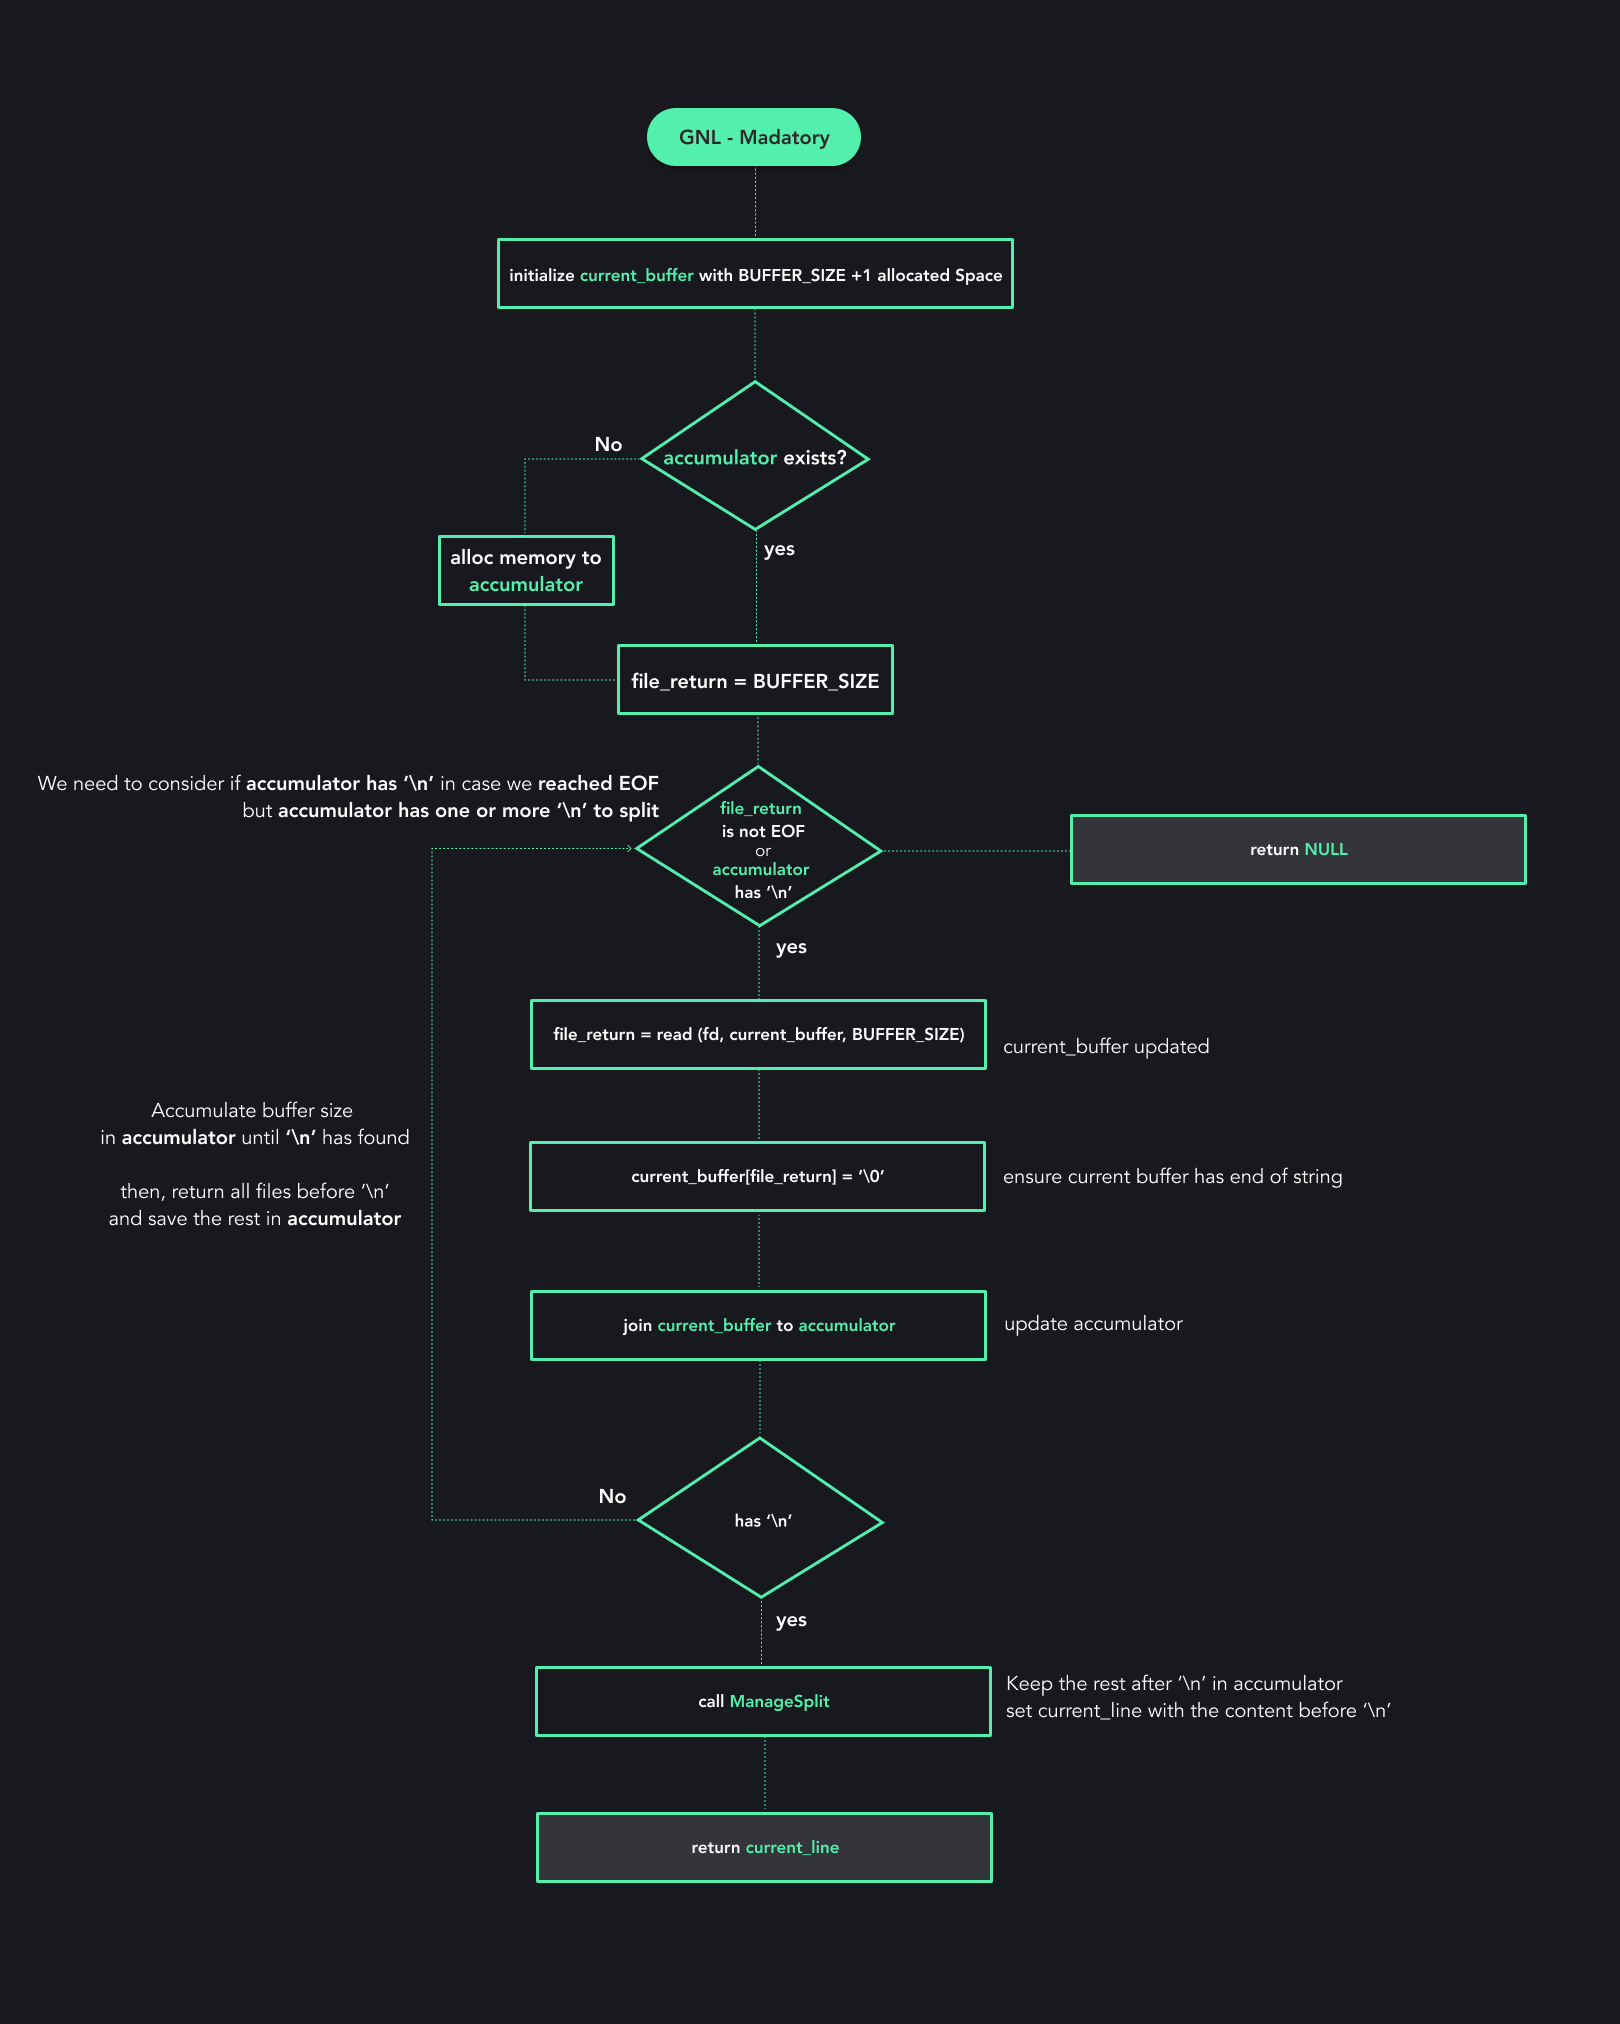 GNL - Madatory
initialize current_buffer with BUFFER_SIZE +1 allocated Space
No
accumulator exists?
yes
alloc memory to
accumulator
file_return = BUFFER_SIZE
We need to consider if accumulator has ‘\n’ in case we reached EOF
but accumulator has one or more ‘\n’ to split
file_return
is not EOF
or
accumulator
has ‘\n’
return NULL
yes
file_return = read (fd, current_buffer, BUFFER_SIZE)
current_buffer updated
Accumulate buffer size
in accumulator until ‘\n’ has found
then, return all files before ‘\n’
and save the rest in accumulator
current_buffer[file_return] = ‘\0’
ensure current buffer has end of string
join current_buffer to accumulator
update accumulator
No
has ‘\n’
yes
call ManageSplit
Keep the rest after ‘\n’ in accumulator
set current_line with the content before ‘\n’
return current_line